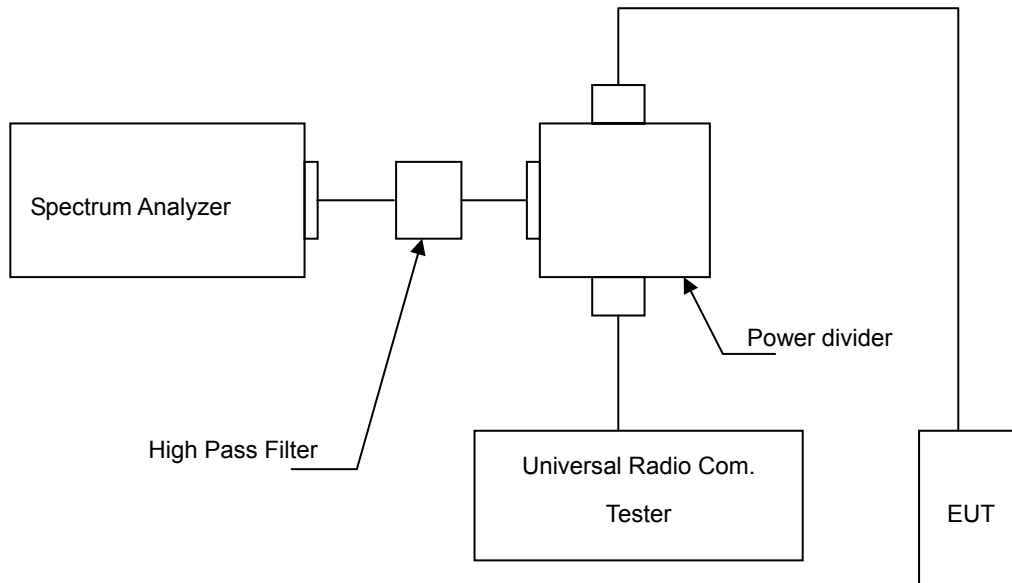 Spectrum Analyzer
Power divider
High Pass Filter
Universal Radio Com.
Tester
EUT